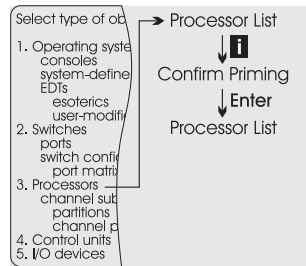 Select type of ob
1. Operating syste
consoles
system-define
EDTs
esoterics
user-modifi
2. Switches
ports
switch config
port matrix
3. Processors
channel sub
partitions
channel p
4. Control units
5. I/O devices
Processor List
i
Confirm Priming
Enter
Processor List